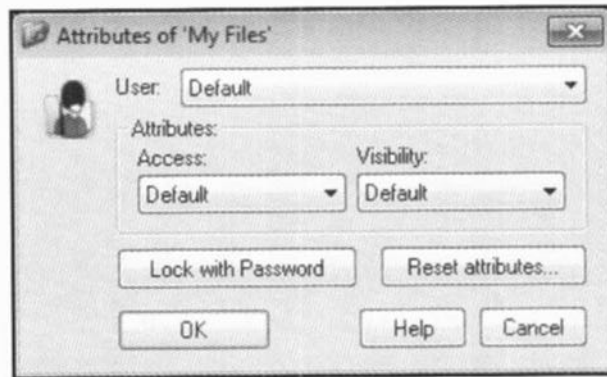 Attributes of 'My Files'
User: Default
Attributes:
Access: Visibility:
Default Default
Lock with Password Reset attributes...
OK Help Cancel